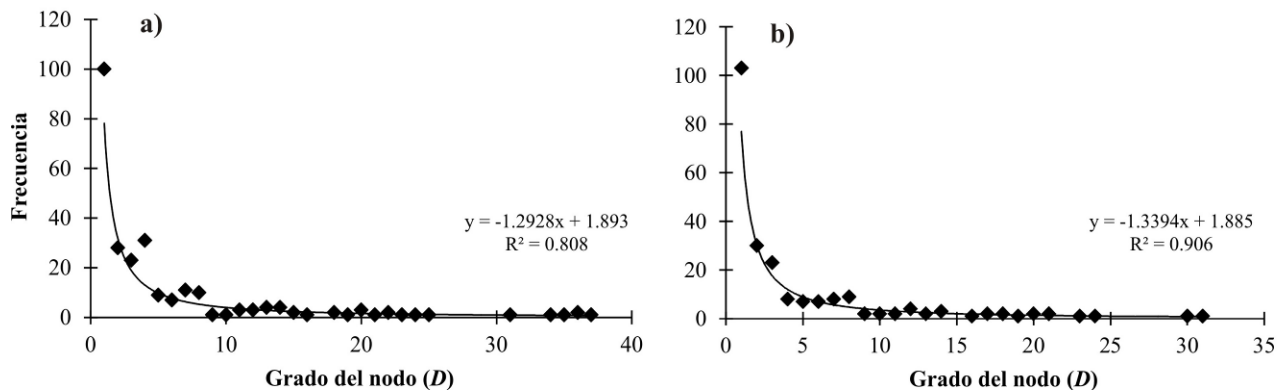 a)
Frecuencia
120
100
80
60
40
20
0
0 10 20 30 40
y = -1.2928x + 1.893
R² = 0.808
Grado del nodo (D)
b)
120
100
80
60
40
20
0
0 5 10 15 20 25 30 35
y = -1.3394x + 1.885
R² = 0.906
Grado del nodo (D)